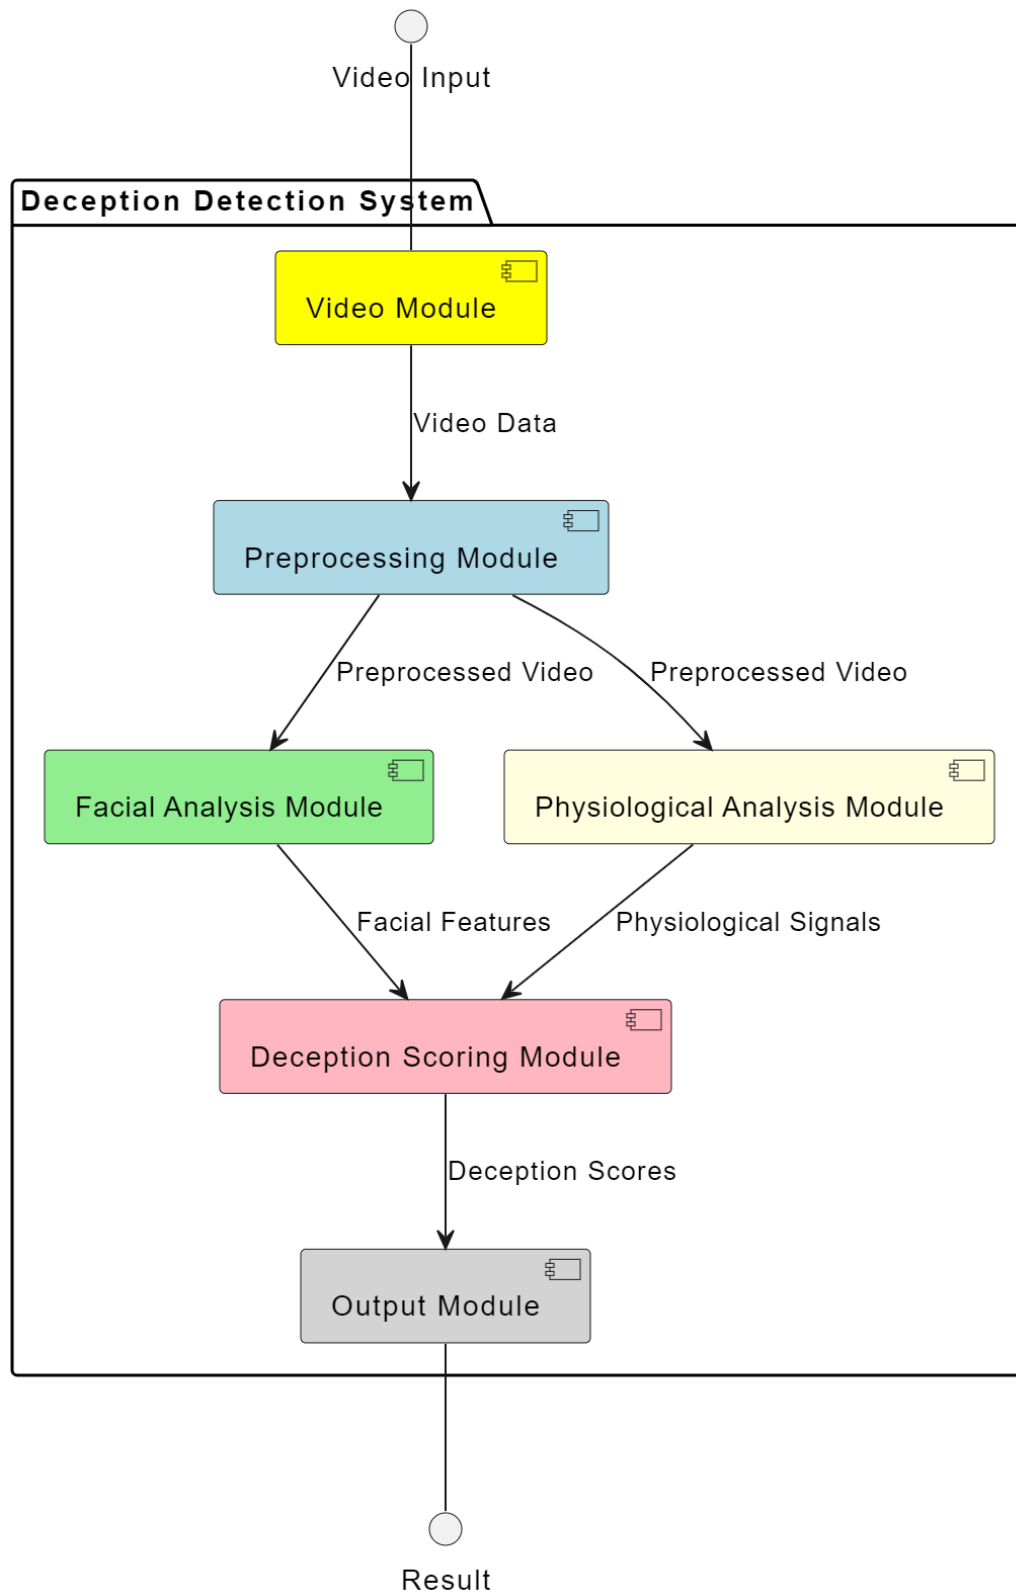 Video Input
Deception Detection System
Video Module
Video Data
Preprocessing Module
Preprocessed Video
Preprocessed Video
Facial Analysis Module
Physiological Analysis Module
Facial Features
Physiological Signals
Deception Scoring Module
Deception Scores
Output Module
Result